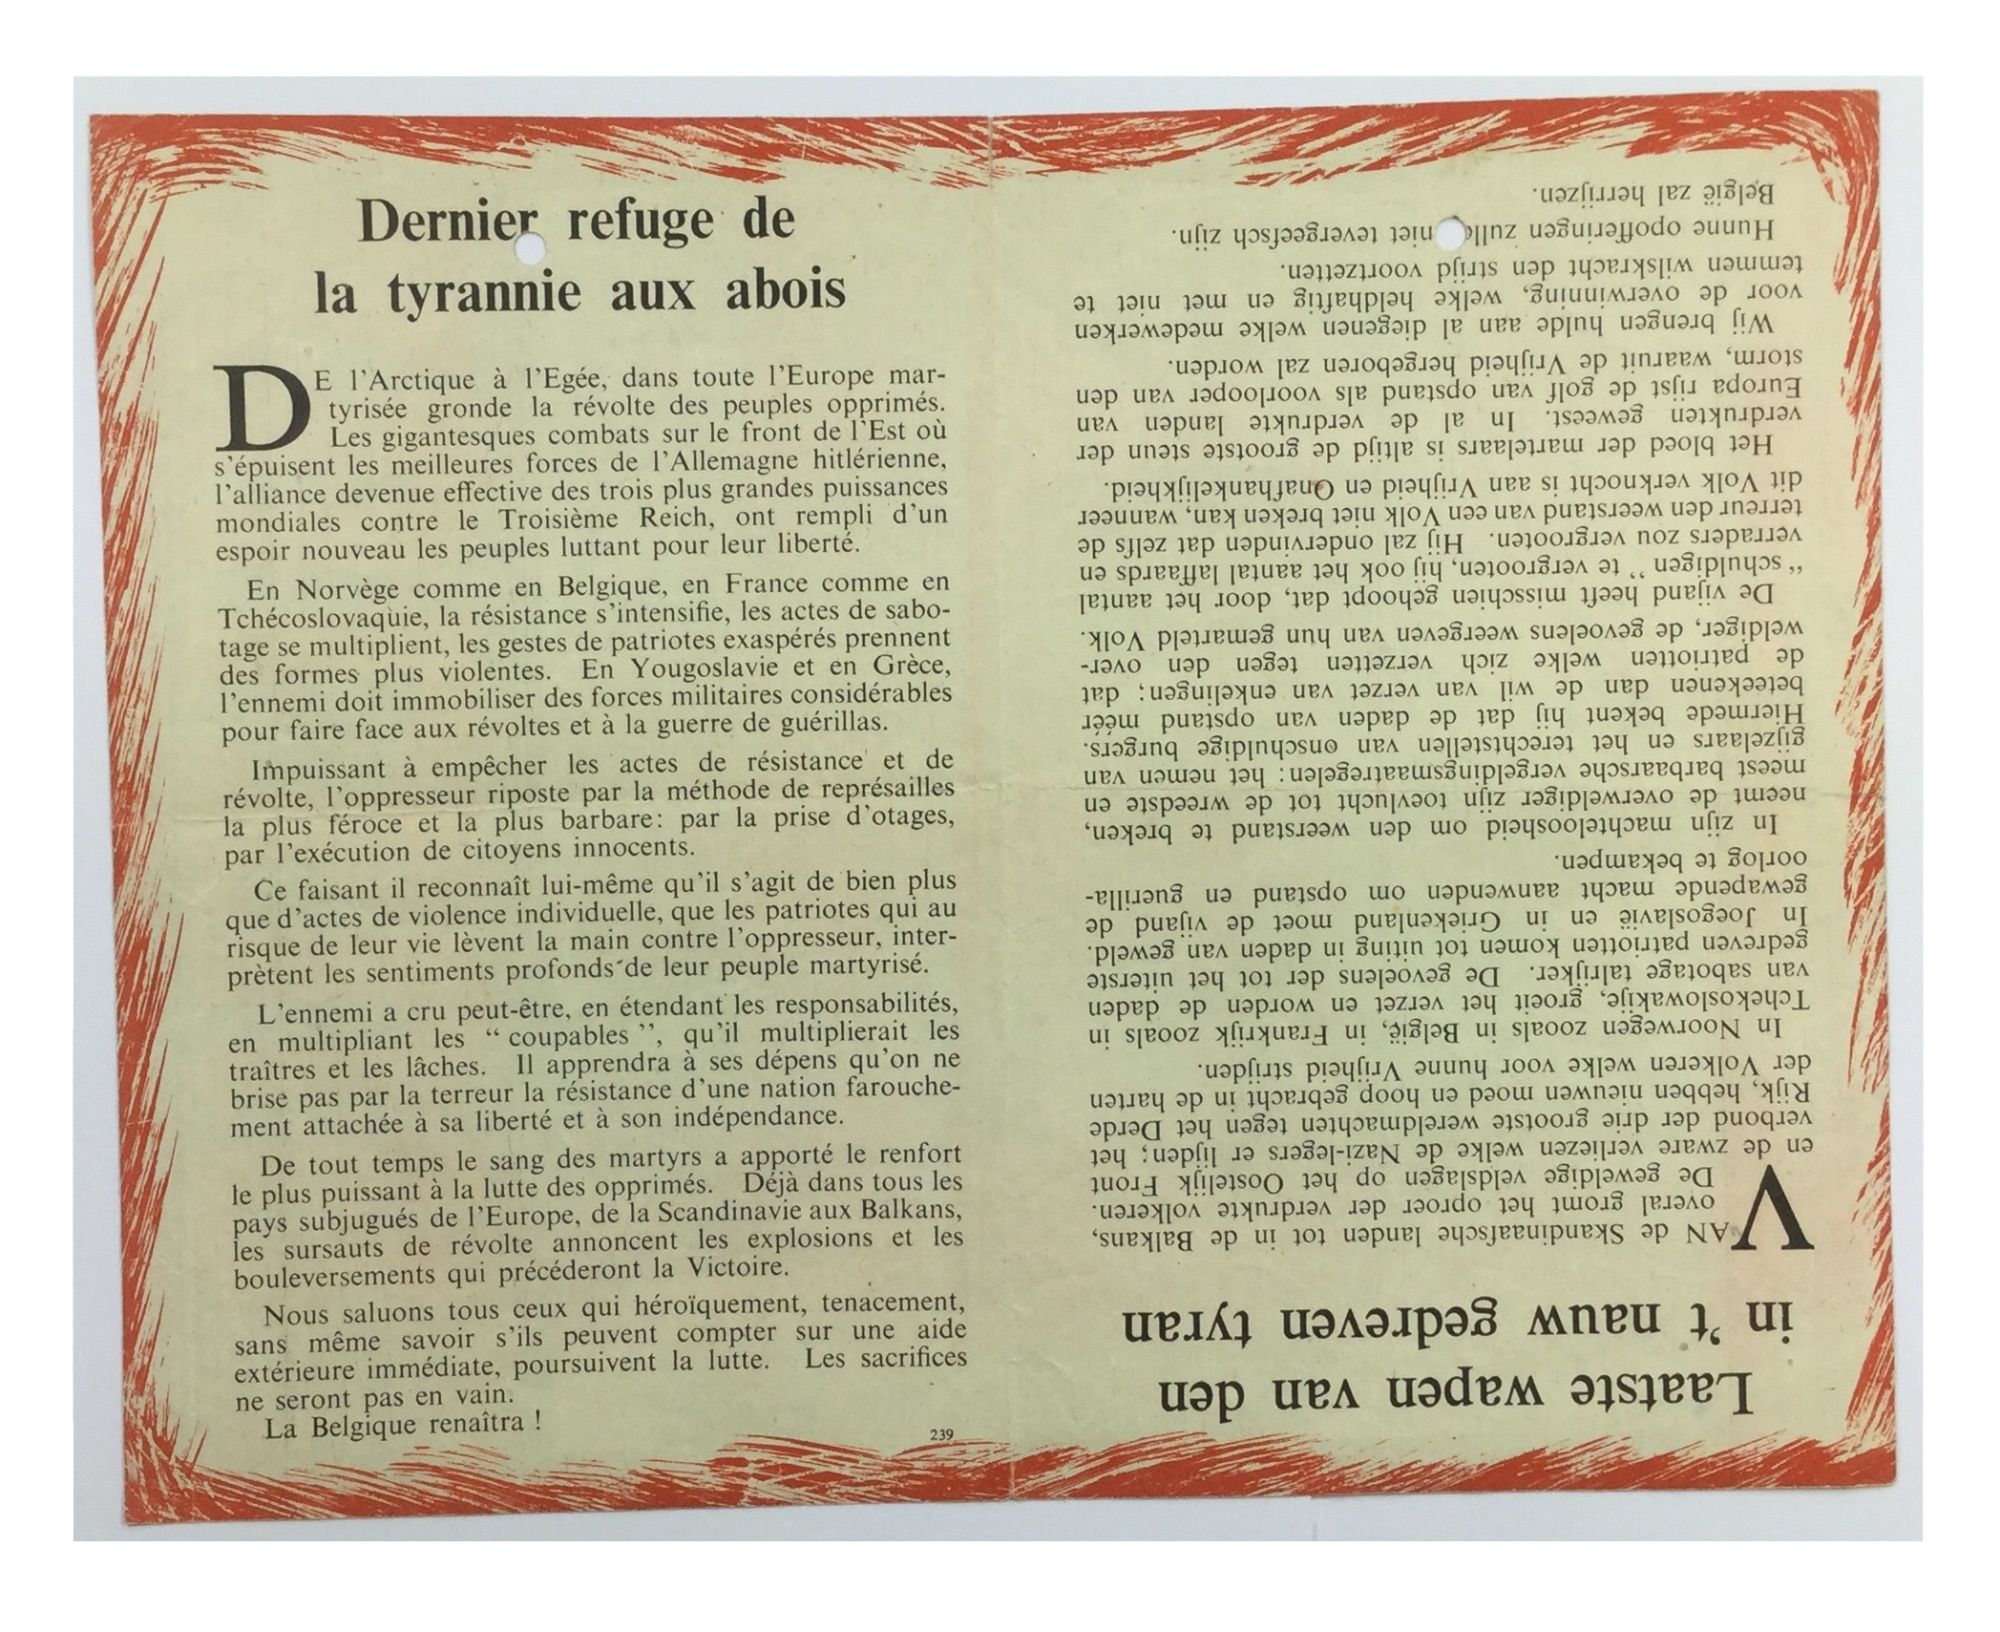 Dernier refuge de
la tyrannie aux abois
DE l'Arctique à l'Egée, dans toute l'Europe mar-
tyrisée gronde la révolte des peuples opprimés.
Les gigantesques combats sur le front de l'Est où
s'épuisent les meilleures forces de l'Allemagne hitlérienne,
l'alliance devenue effective des trois plus grandes puissances
mondiales contre le Troisième Reich, ont rempli d'un
espoir nouveau les peuples luttant pour leur liberté.
En Norvège comme en Belgique, en France comme en
Tchécoslovaquie, la résistance s'intensifie, les actes de sabo-
tage se multiplient, les gestes de patriotes exaspérés prennent
des formes plus violentes. En Yougoslavie et en Grèce,
l'ennemi doit immobiliser des forces militaires considérables
pour faire face aux révoltes et à la guerre de guérillas.
Impuissant à empêcher les actes de résistance et de
révolte, l'oppresseur riposte par la méthode de représailles
la plus féroce et la plus barbare: par la prise d'otages,
par l'exécution de citoyens innocents.
Ce faisant il reconnaît lui-même qu'il s'agit de bien plus
que d'actes de violence individuelle, que les patriotes qui au
risque de leur vie lèvent la main contre l'oppresseur, inter-
prètent les sentiments profonds de leur peuple martyrisé.
L'ennemi a cru peut-être, en étendant les responsabilités,
en multipliant les “ coupables ”, qu'il multiplierait les
traîtres et les lâches. Il apprendra à ses dépens qu'on ne
brise pas par la terreur la résistance d'une nation farouche-
ment attachée à sa liberté et à son indépendance.
De tout temps le sang des martyrs a apporté le renfort
le plus puissant à la lutte des opprimés. Déjà dans tous les
pays subjugués de l'Europe, de la Scandinavie aux Balkans,
les sursauts de révolte annoncent les explosions et les
bouleversements qui précéderont la Victoire.
Nous saluons tous ceux qui héroïquement, tenacement,
sans même savoir s'ils peuvent compter sur une aide
extérieure immédiate, poursuivent la lutte. Les sacrifices
ne seront pas en vain.
La Belgique renaîtra !
239
Laatste wapen van den
in 't nauw gedreven tyran
VAN de Skandinaafsche landen tot in de Balkans,
overal gromt het oproer der verdrukte volkeren.
De geweldige veldslagen op het Oostelijk Front
en de zware verliezen welke de Nazi-legers er lijden; het
verbond der drie grootste wereldmachten tegen het Derde
Rijk, hebben nieuwen moed en hoop gebracht in de harten
der Volkeren welke voor hunne Vrijheid strijden.
In Noorwegen zooals in België, in Frankrijk zooals in
Tchekoslowakije, groeit het verzet en worden de daden
van sabotage talrijker. De gevoelens der tot het uiterste
gedreven patriotten komen tot uiting in daden van geweld.
In Joegoslavië en in Griekenland moet de vijand de
gewapende macht aanwenden om opstand en guerilla-
oorlog te bekampen.
In zijn machteloosheid om den weerstand te breken,
neemt de overweldiger zijn toevlucht tot de wreedste en
meest barbaarsche vergeldingsmaatregelen: het nemen van
gijzelaars en het terechtstellen van onschuldige burgers.
Hiermede bekent hij dat de daden van opstand méér
beteekenen dan de wil van verzet van enkelingen; dat
de patriotten welke zich verzetten tegen den over-
weldiger, de gevoelens weergeven van hun gemarteld Volk.
De vijand heeft misschien gehoopt dat, door het aantal
“ schuldigen ” te vergrooten, hij ook het aantal laffaards en
verraders zou vergrooten. Hij zal ondervinden dat zelfs de
terreur den weerstand van een Volk niet breken kan, wanneer
dit Volk verknocht is aan Vrijheid en Onafhankelijkheid.
Het bloed der martelaars is altijd de grootste steun der
verdrukten geweest. In al de verdrukte landen van
Europa rijst de golf van opstand als voorlooper van den
storm, waaruit de Vrijheid hergeboren zal worden.
Wij brengen hulde aan al diegenen welke medewerken
voor de overwinning, welke heldhaftig en met niet te
temmen wilskracht den strijd voortzetten.
Hunne opofferingen zullen niet tevergeefsch zijn.
België zal herrijzen.